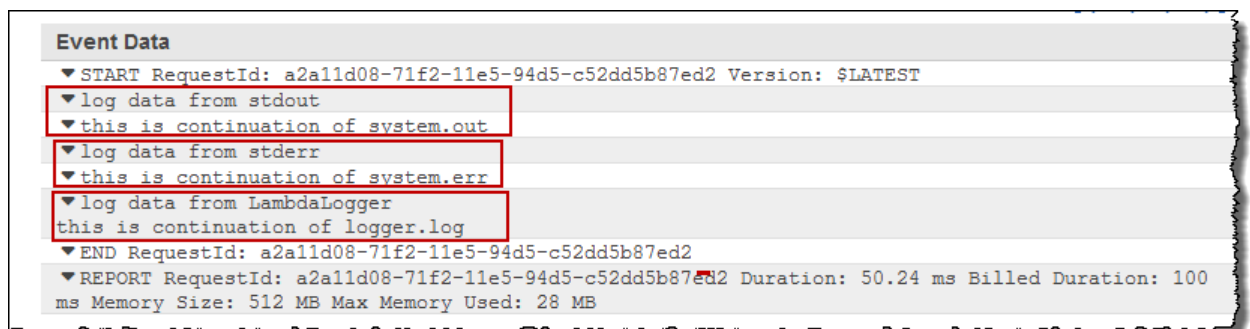 Event Data
▼START RequestId: a2a11d08-71f2-11e5-94d5-c52dd5b87ed2 Version: $LATEST
▼log data from stdout
▼this is continuation of system.out
▼log data from stderr
▼this is continuation of system.err
▼log data from LambdaLogger
this is continuation of logger.log
▼END RequestId: a2a11d08-71f2-11e5-94d5-c52dd5b87ed2
▼REPORT RequestId: a2a11d08-71f2-11e5-94d5-c52dd5b87ed2 Duration: 50.24 ms Billed Duration: 100
ms Memory Size: 512 MB Max Memory Used: 28 MB